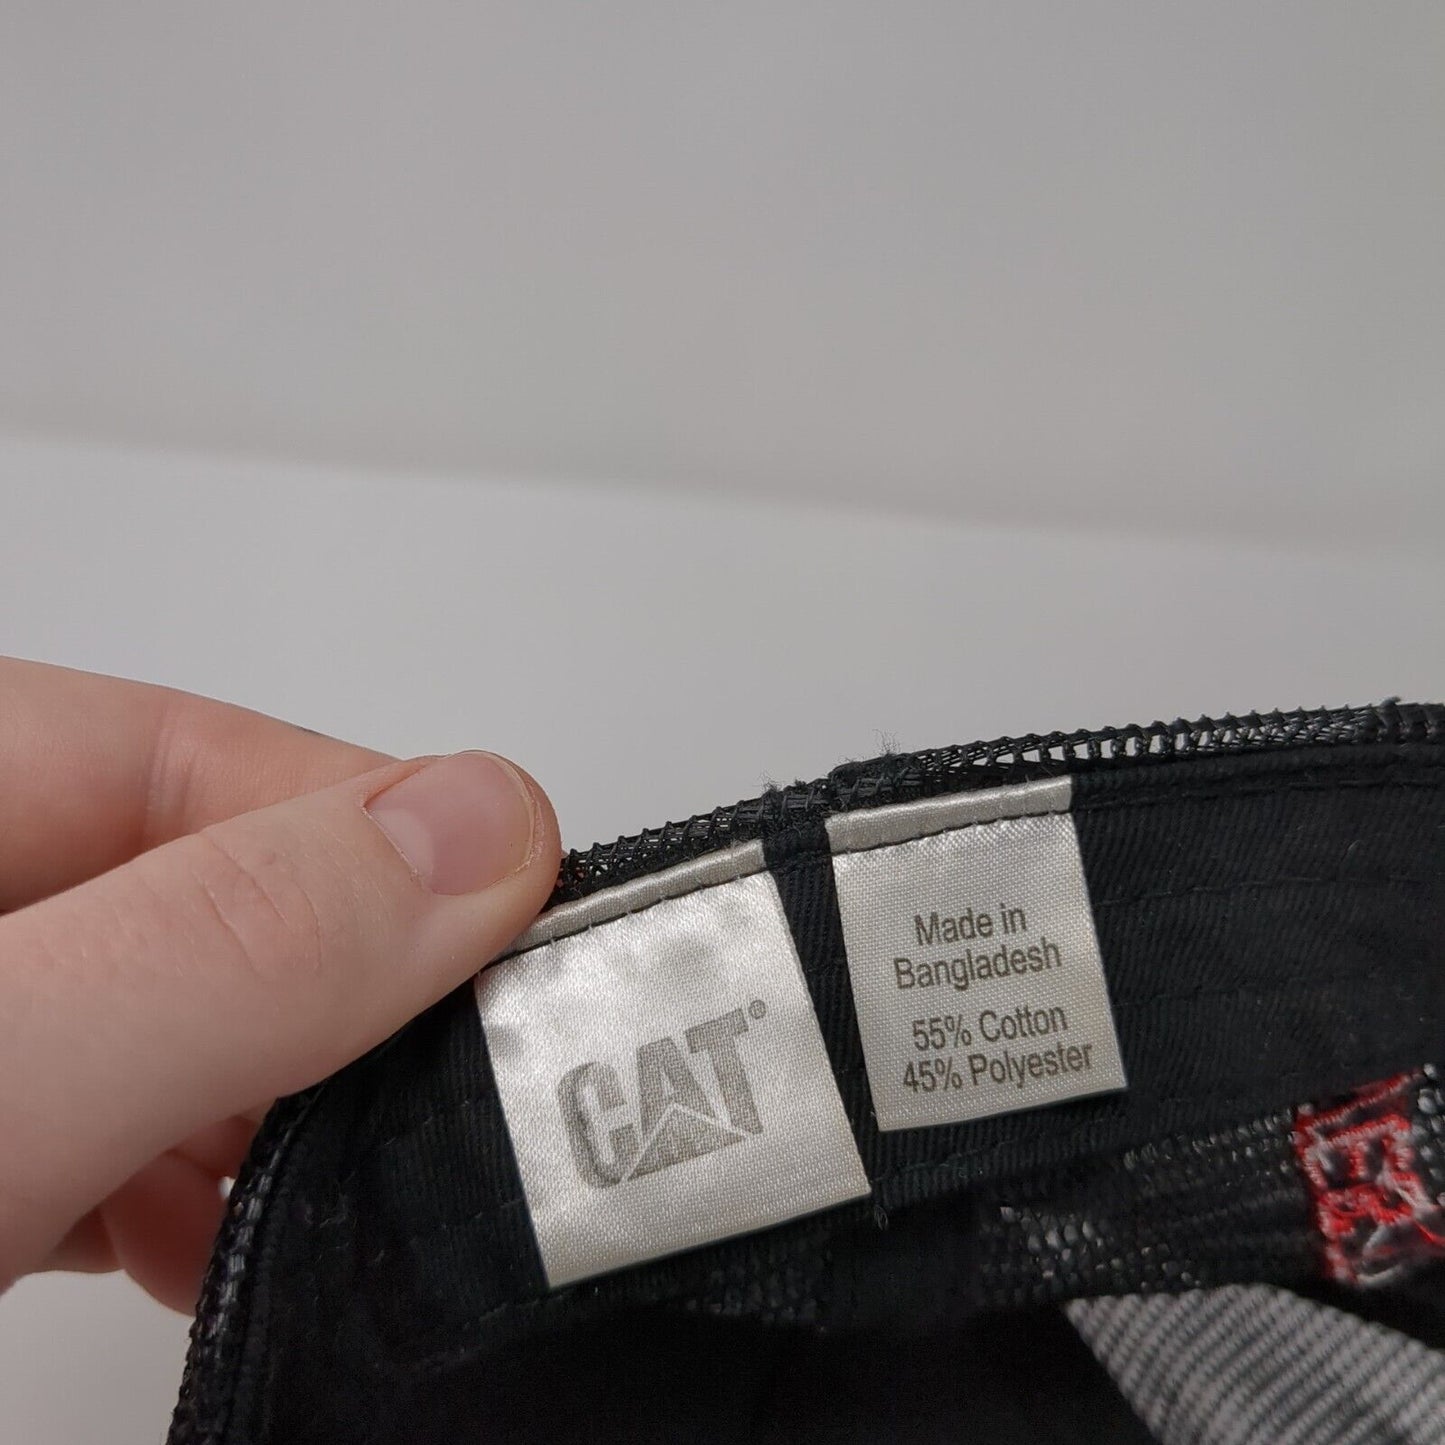 CAT®
Made in
Bangladesh
55% Cotton
45% Polyester